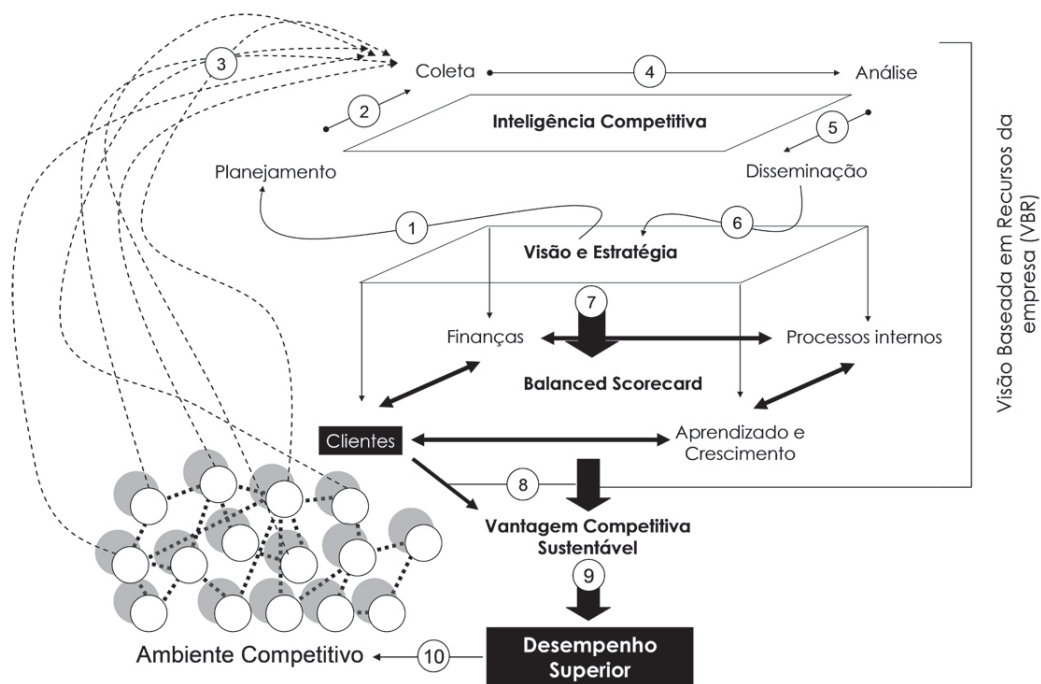 3
Coleta
4
Análise
2
Inteligência Competitiva
5
Planejamento
Disseminação
1
6
Visão e Estratégia
7
Finanças
Processos internos
Balanced Scorecard
Clientes
Aprendizado e
Crescimento
8
Vantagem Competitiva
Sustentável
9
Desempenho
Superior
10
Ambiente Competitivo
Visão Baseada em Recursos da
empresa (VBR)